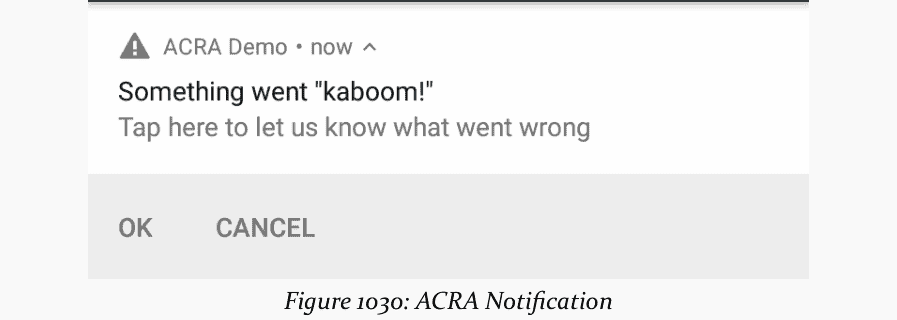 ACRA Demo • now
Something went "kaboom!"
Tap here to let us know what went wrong
OK CANCEL
Figure 1030: ACRA Notification